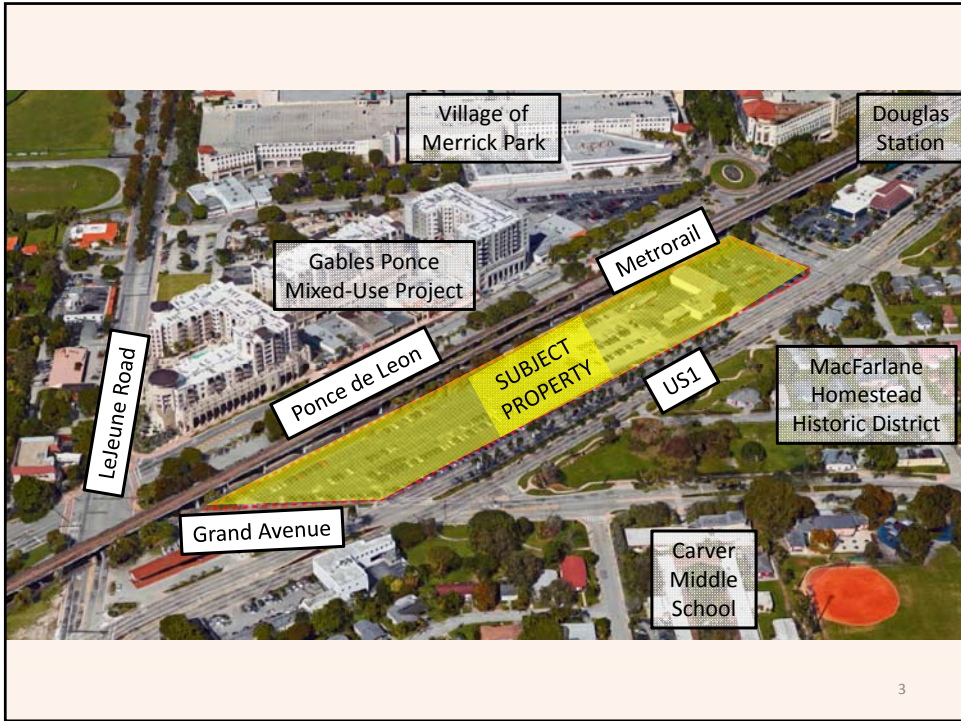 Village of
Merrick Park
Douglas
Station
Metrorail
Gables Ponce
Mixed-Use Project
LeJeune Road
Ponce de Leon
SUBJECT
PROPERTY
US1
MacFarlane
Homestead
Historic District
Grand Avenue
Carver
Middle
School
3